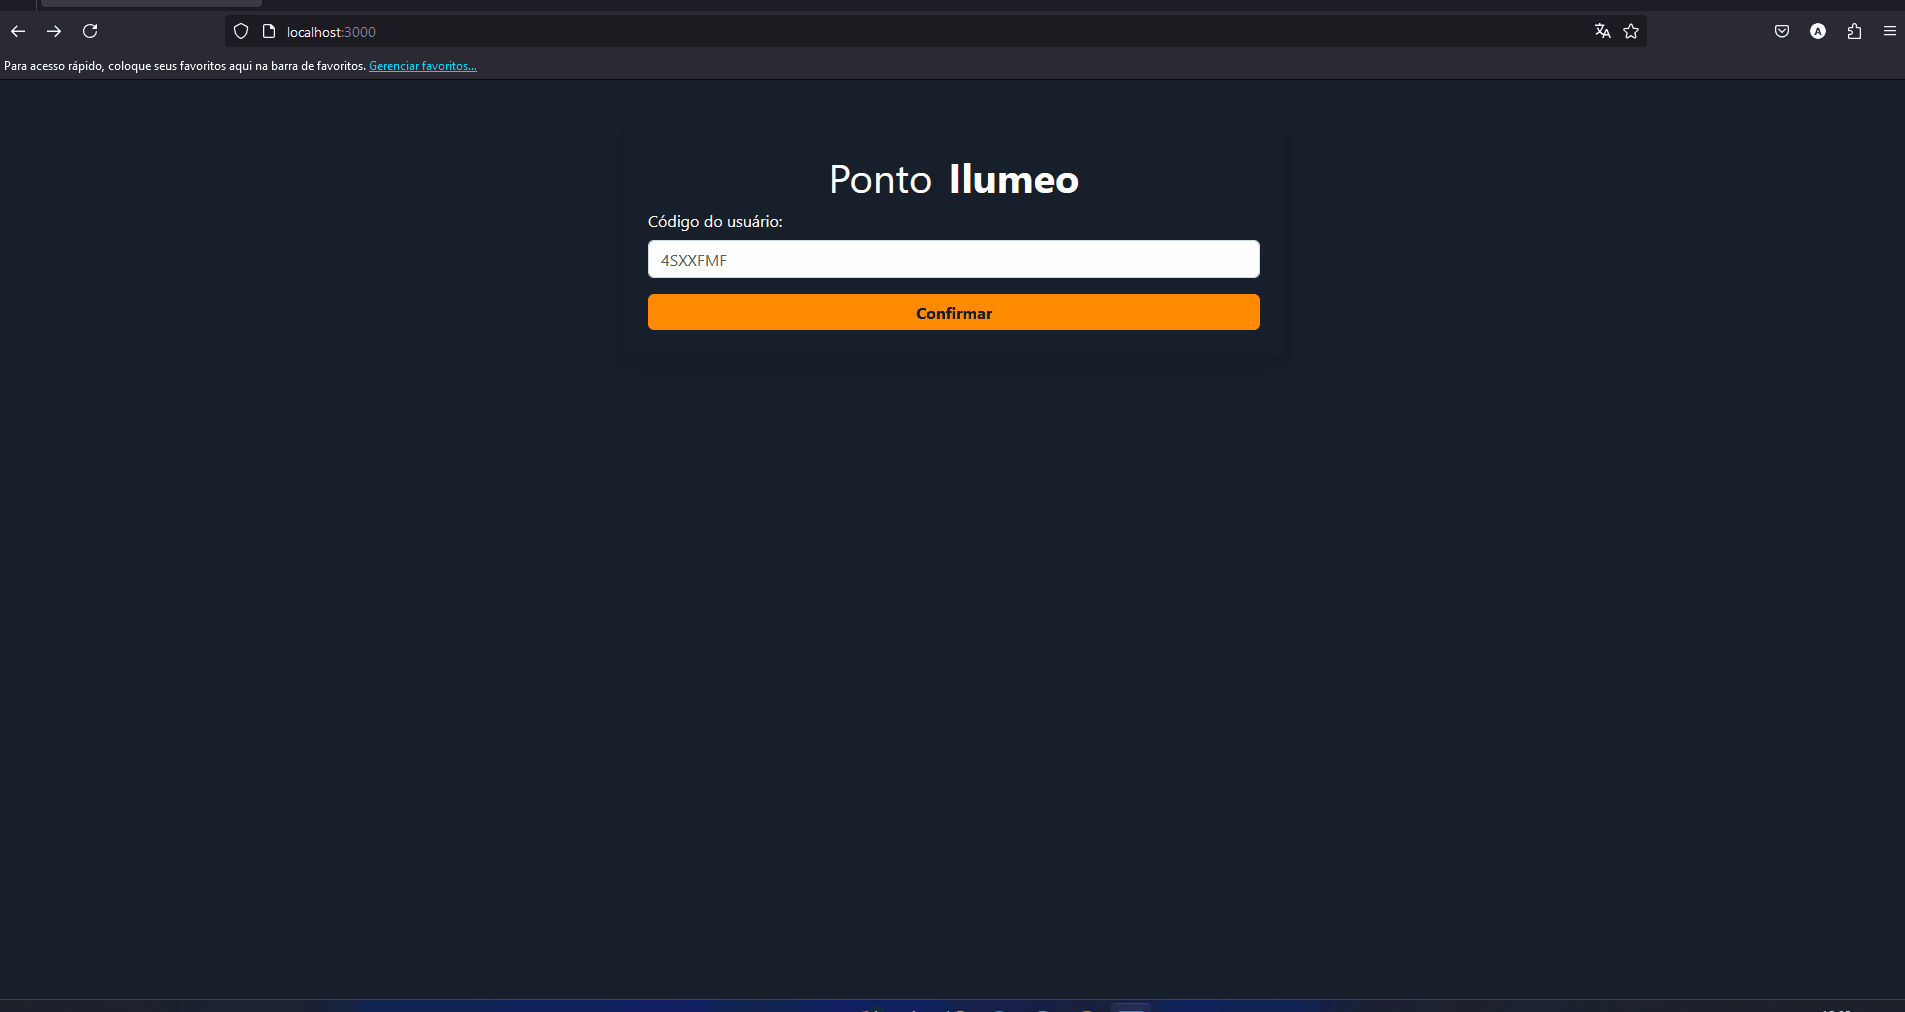 localhost:3000
A
Para acesso rápido, coloque seus favoritos aqui na barra de favoritos. Gerenciar favoritos...
Ponto Ilumeo
Código do usuário:
4SXXFMF
Confirmar